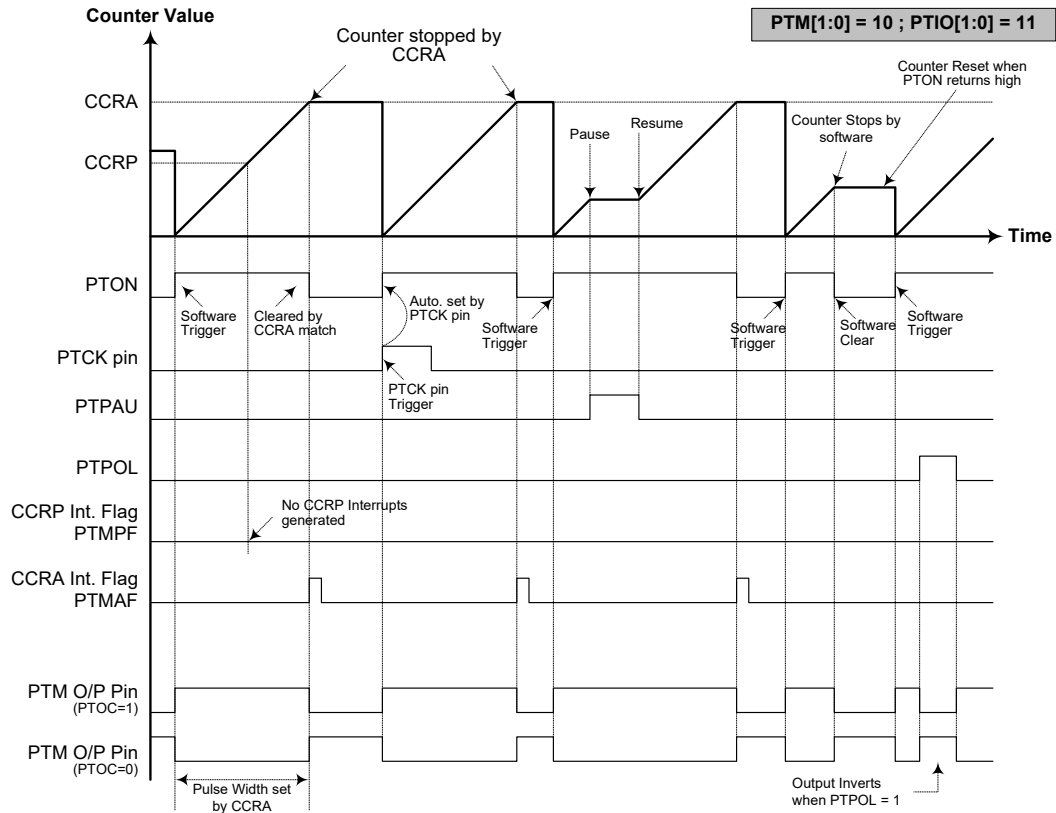 Counter Value
PTM[1:0] = 10 ; PTIO[1:0] = 11
Counter stopped by
CCRA
Counter Reset when
PTON returns high
CCRA
Pause
Resume
Counter Stops by
software
CCRP
Time
PTON
Software
Trigger
Cleared by
CCRA match
Auto. set by
PTCK pin
Software
Trigger
Software
Trigger
Software
Clear
Software
Trigger
PTCK pin
PTCK pin
Trigger
PTPAU
PTPOL
CCRP Int. Flag
PTMPF
No CCRP Interrupts
generated
CCRA Int. Flag
PTMAF
PTM O/P Pin
(PTOC=1)
PTM O/P Pin
(PTOC=0)
Pulse Width set
by CCRA
Output Inverts
when PTPOL = 1